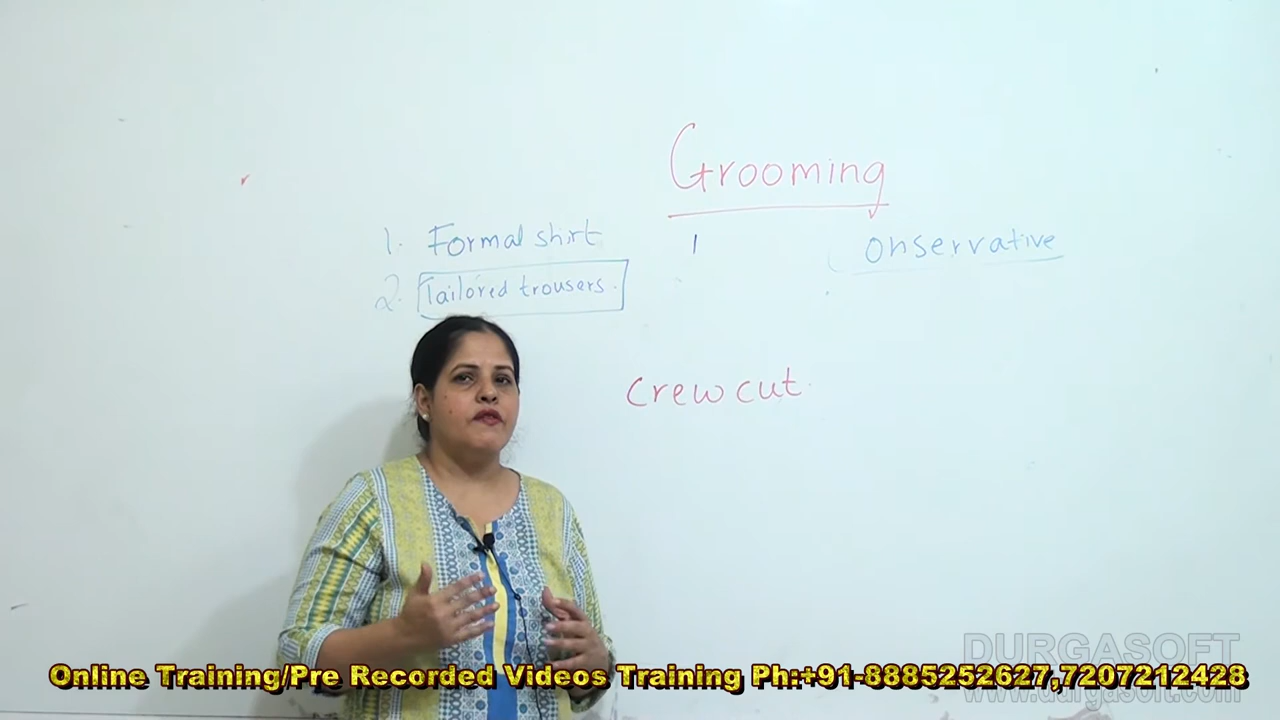 Grooming
1. Formal shirt
1
onservative
2. Tailored trousers.
crew cut
DURGASOFT
Online Training/Pre Recorded Videos Training Ph:+91-8885252627,7207212428
www.durgasoft.com